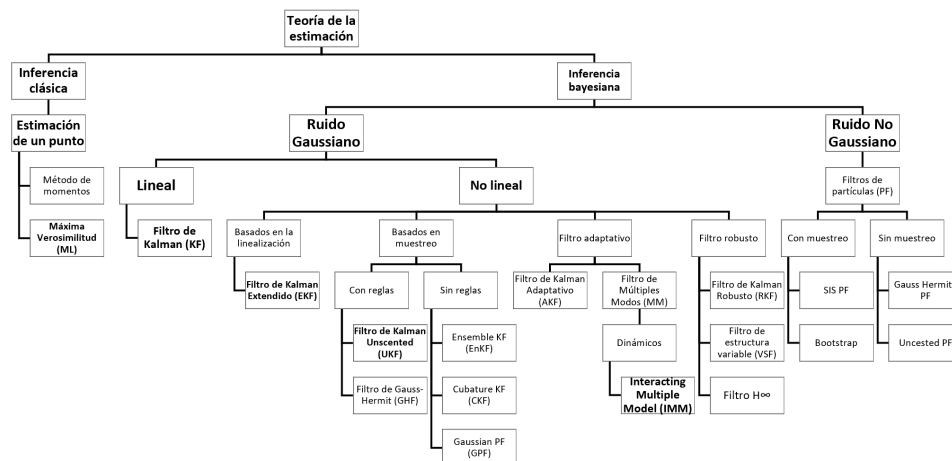 Teoría de la
estimación
Inferencia
clásica
Inferencia
bayesiana
Estimación
de un punto
Ruido
Gaussiano
Ruido No
Gaussiano
Método de
momentos
Lineal
No lineal
Filtros de
partículas (PF)
Máxima
Verosimilitud
(ML)
Filtro de
Kalman (KF)
Basados en la
linealización
Basados en
muestreo
Filtro adaptativo
Filtro robusto
Con muestreo
Sin muestreo
Filtro de Kalman
Extendido (EKF)
Con reglas
Sin reglas
Filtro de Kalman
Adaptativo
(AKF)
Filtro de
Múltiples
Modos (MM)
Filtro de Kalman
Robusto (RKF)
SIS PF
Gauss Hermit
PF
Filtro de Kalman
Unscented
(UKF)
Ensemble KF
(EnKF)
Dinámicos
Filtro de
estructura
variable (VSF)
Bootstrap
Uncested PF
Filtro de Gauss-
Hermit (GHF)
Cubature KF
(CKF)
Interacting
Multiple
Model (IMM)
Filtro H∞
Gaussian PF
(GPF)